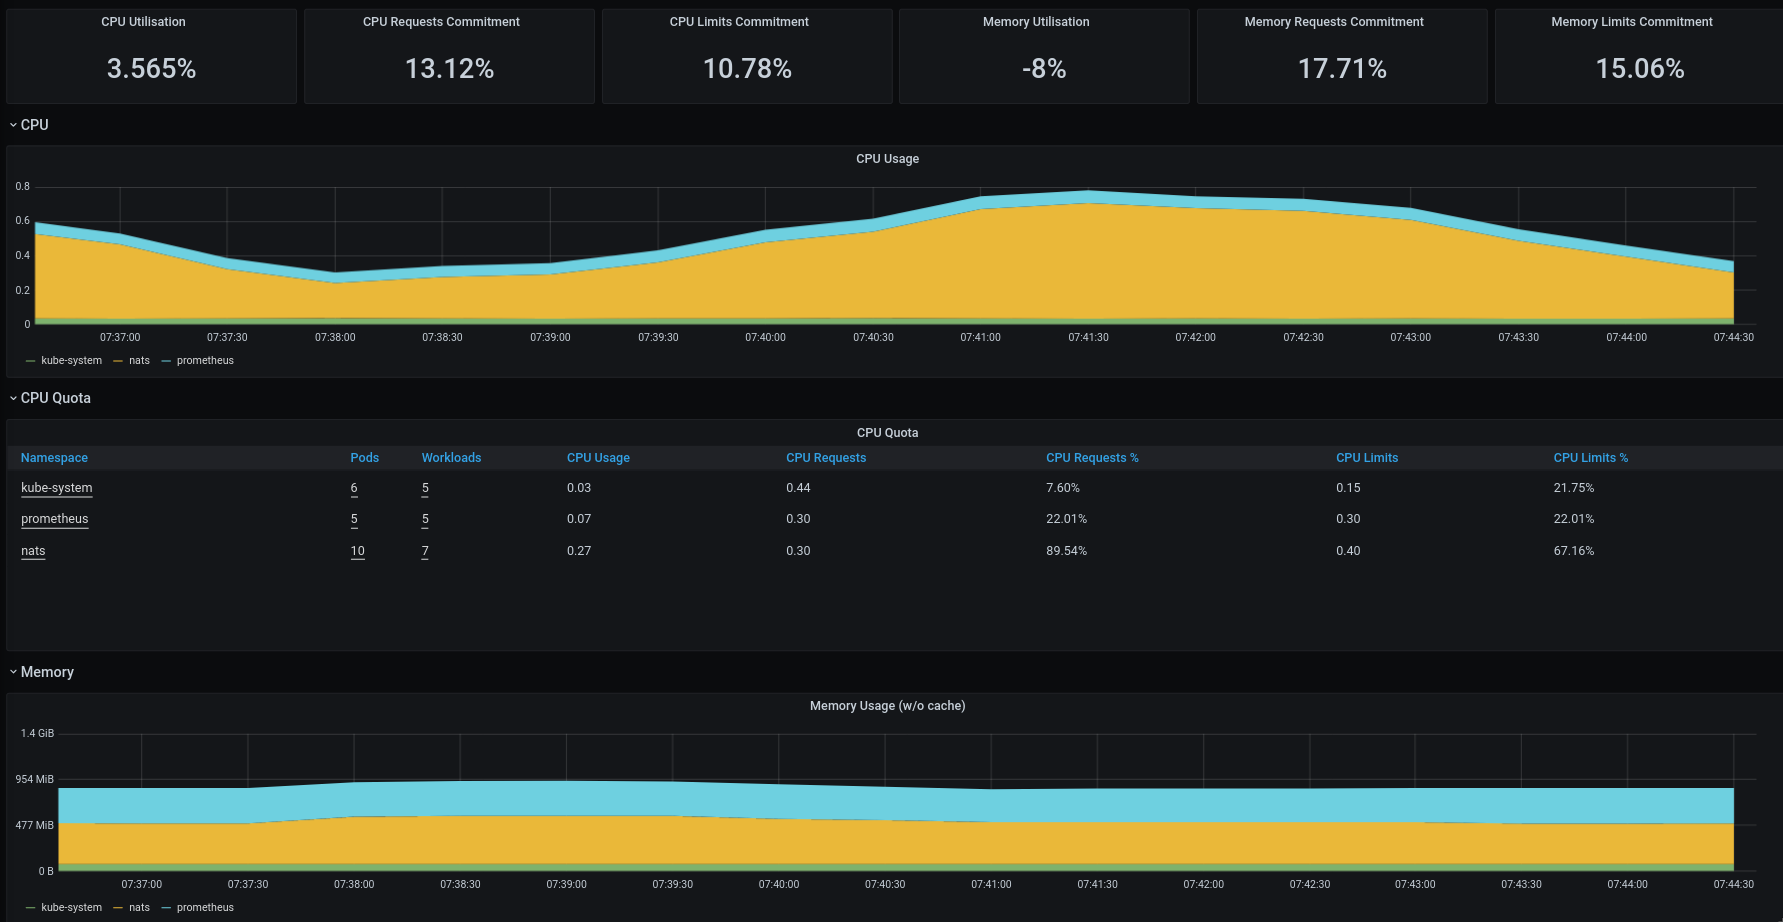 CPU Utilisation CPU Requests Commitment CPU Limits Commitment Memory Utilisation Memory Requests Commitment Memory Limits Commitment
3.565% 13.12% 10.78% -8% 17.71% 15.06%
CPU
CPU Usage
0.8
0.6
0.4
0.2
0
07:37:00 07:37:30 07:38:00 07:38:30 07:39:00 07:39:30 07:40:00 07:40:30 07:41:00 07:41:30 07:42:00 07:42:30 07:43:00 07:43:30 07:44:00 07:44:30
kube-system nats prometheus
CPU Quota
CPU Quota
Namespace Pods Workloads CPU Usage CPU Requests CPU Requests % CPU Limits CPU Limits %
kube-system 6 5 0.03 0.44 7.60% 0.15 21.75%
prometheus 5 5 0.07 0.30 22.01% 0.30 22.01%
nats 10 7 0.27 0.30 89.54% 0.40 67.16%
Memory
Memory Usage (w/o cache)
1.4 GiB
954 MiB
477 MiB
0 B
07:37:00 07:37:30 07:38:00 07:38:30 07:39:00 07:39:30 07:40:00 07:40:30 07:41:00 07:41:30 07:42:00 07:42:30 07:43:00 07:43:30 07:44:00 07:44:30
kube-system nats prometheus